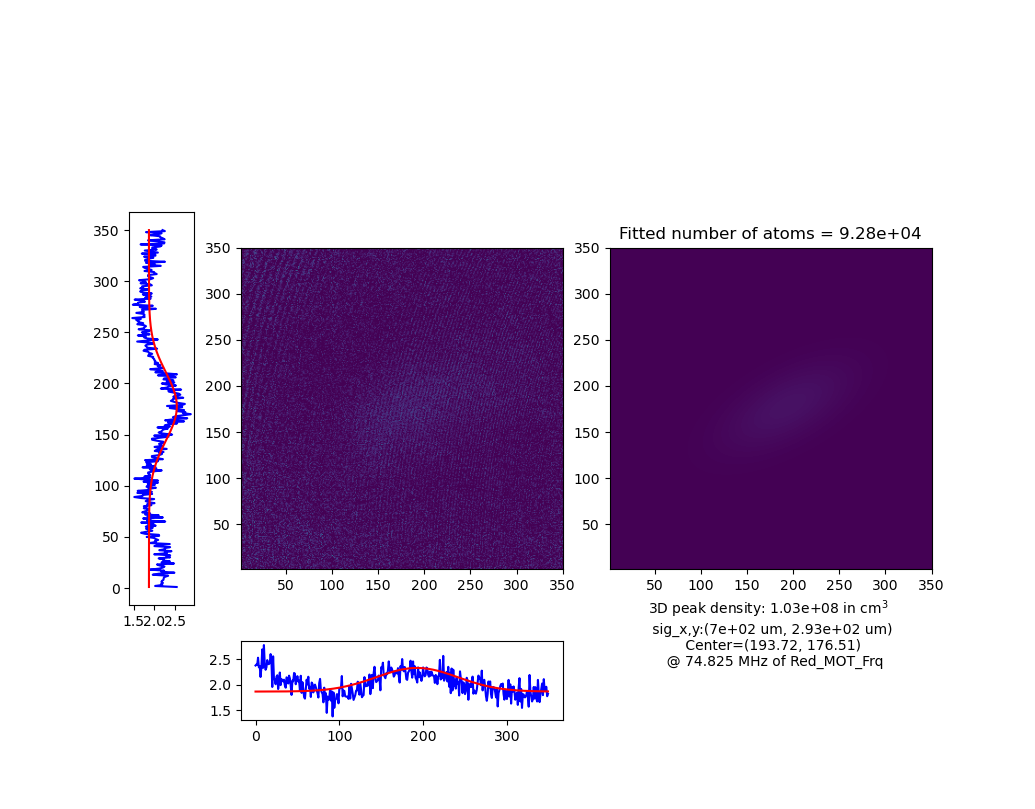 350
300
250
200
150
100
50
0
1.5 2.0 2.5
350
300
250
200
150
100
50
50 100 150 200 250 300 350
Fitted number of atoms = 9.28e+04
350
300
250
200
150
100
50
50 100 150 200 250 300 350
3D peak density: 1.03e+08 in cm³
sig_x,y:(7e+02 um, 2.93e+02 um)
Center=(193.72, 176.51)
@ 74.825 MHz of Red_MOT_Frq
2.5
2.0
1.5
0 100 200 300